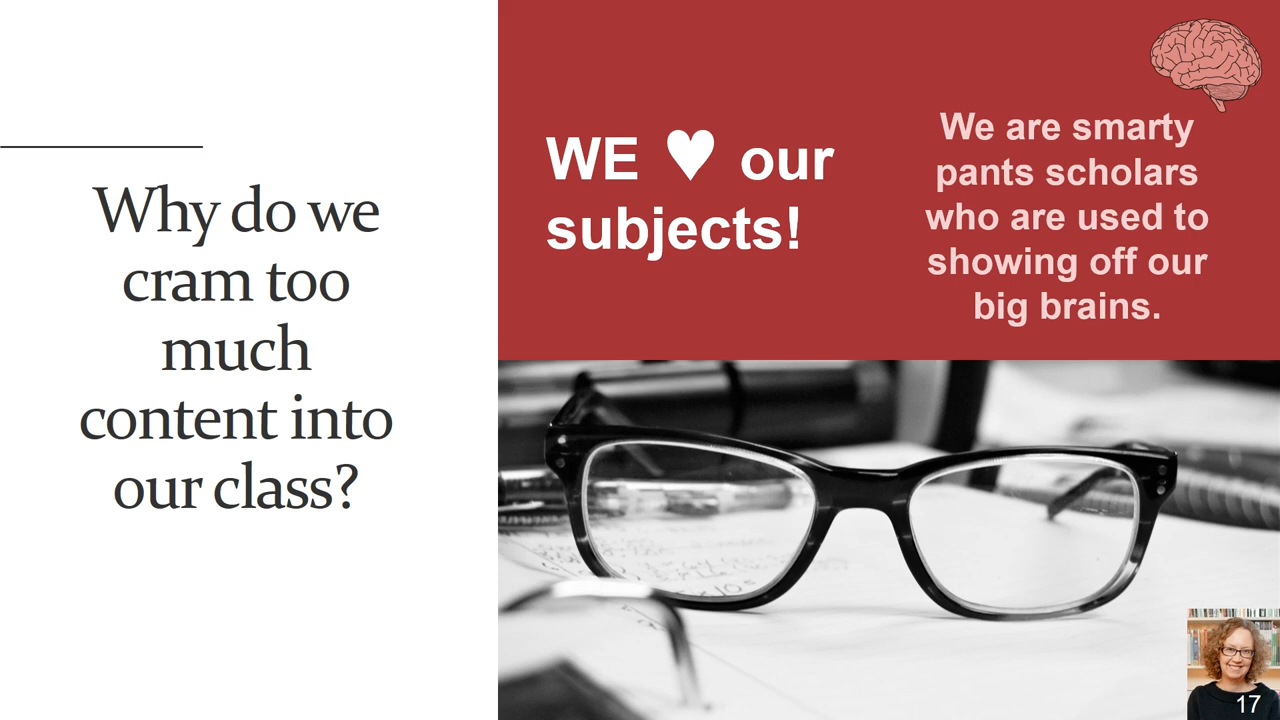 Why do we
cram too
much
content into
our class?
WE ♥ our
subjects!
We are smarty
pants scholars
who are used to
showing off our
big brains.
17